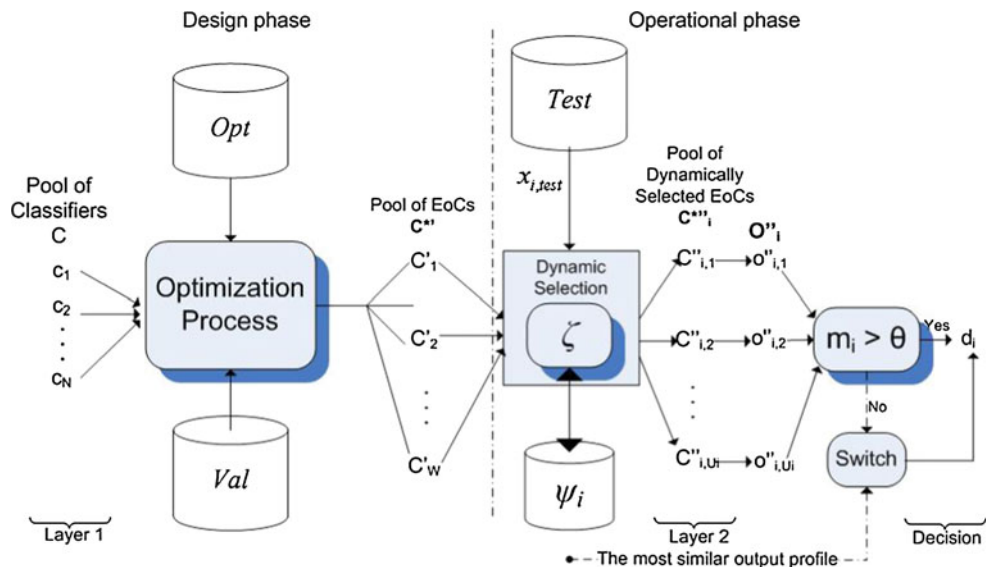 Design phase
Operational phase
Opt
Test
Pool of
Classifiers
C
c1
c2
cN
Optimization
Process
Val
Layer 1
Pool of EoCs
C*'
C'1
C'2
C'W
xi,test
Dynamic
Selection
ζ
ψi
Pool of
Dynamically
Selected EoCs
C*''i
O''i
C''i,1
o''i,1
C''i,2
o''i,2
C''i,Ui
o''i,Ui
Layer 2
mi > θ
Yes
di
No
Switch
The most similar output profile
Decision